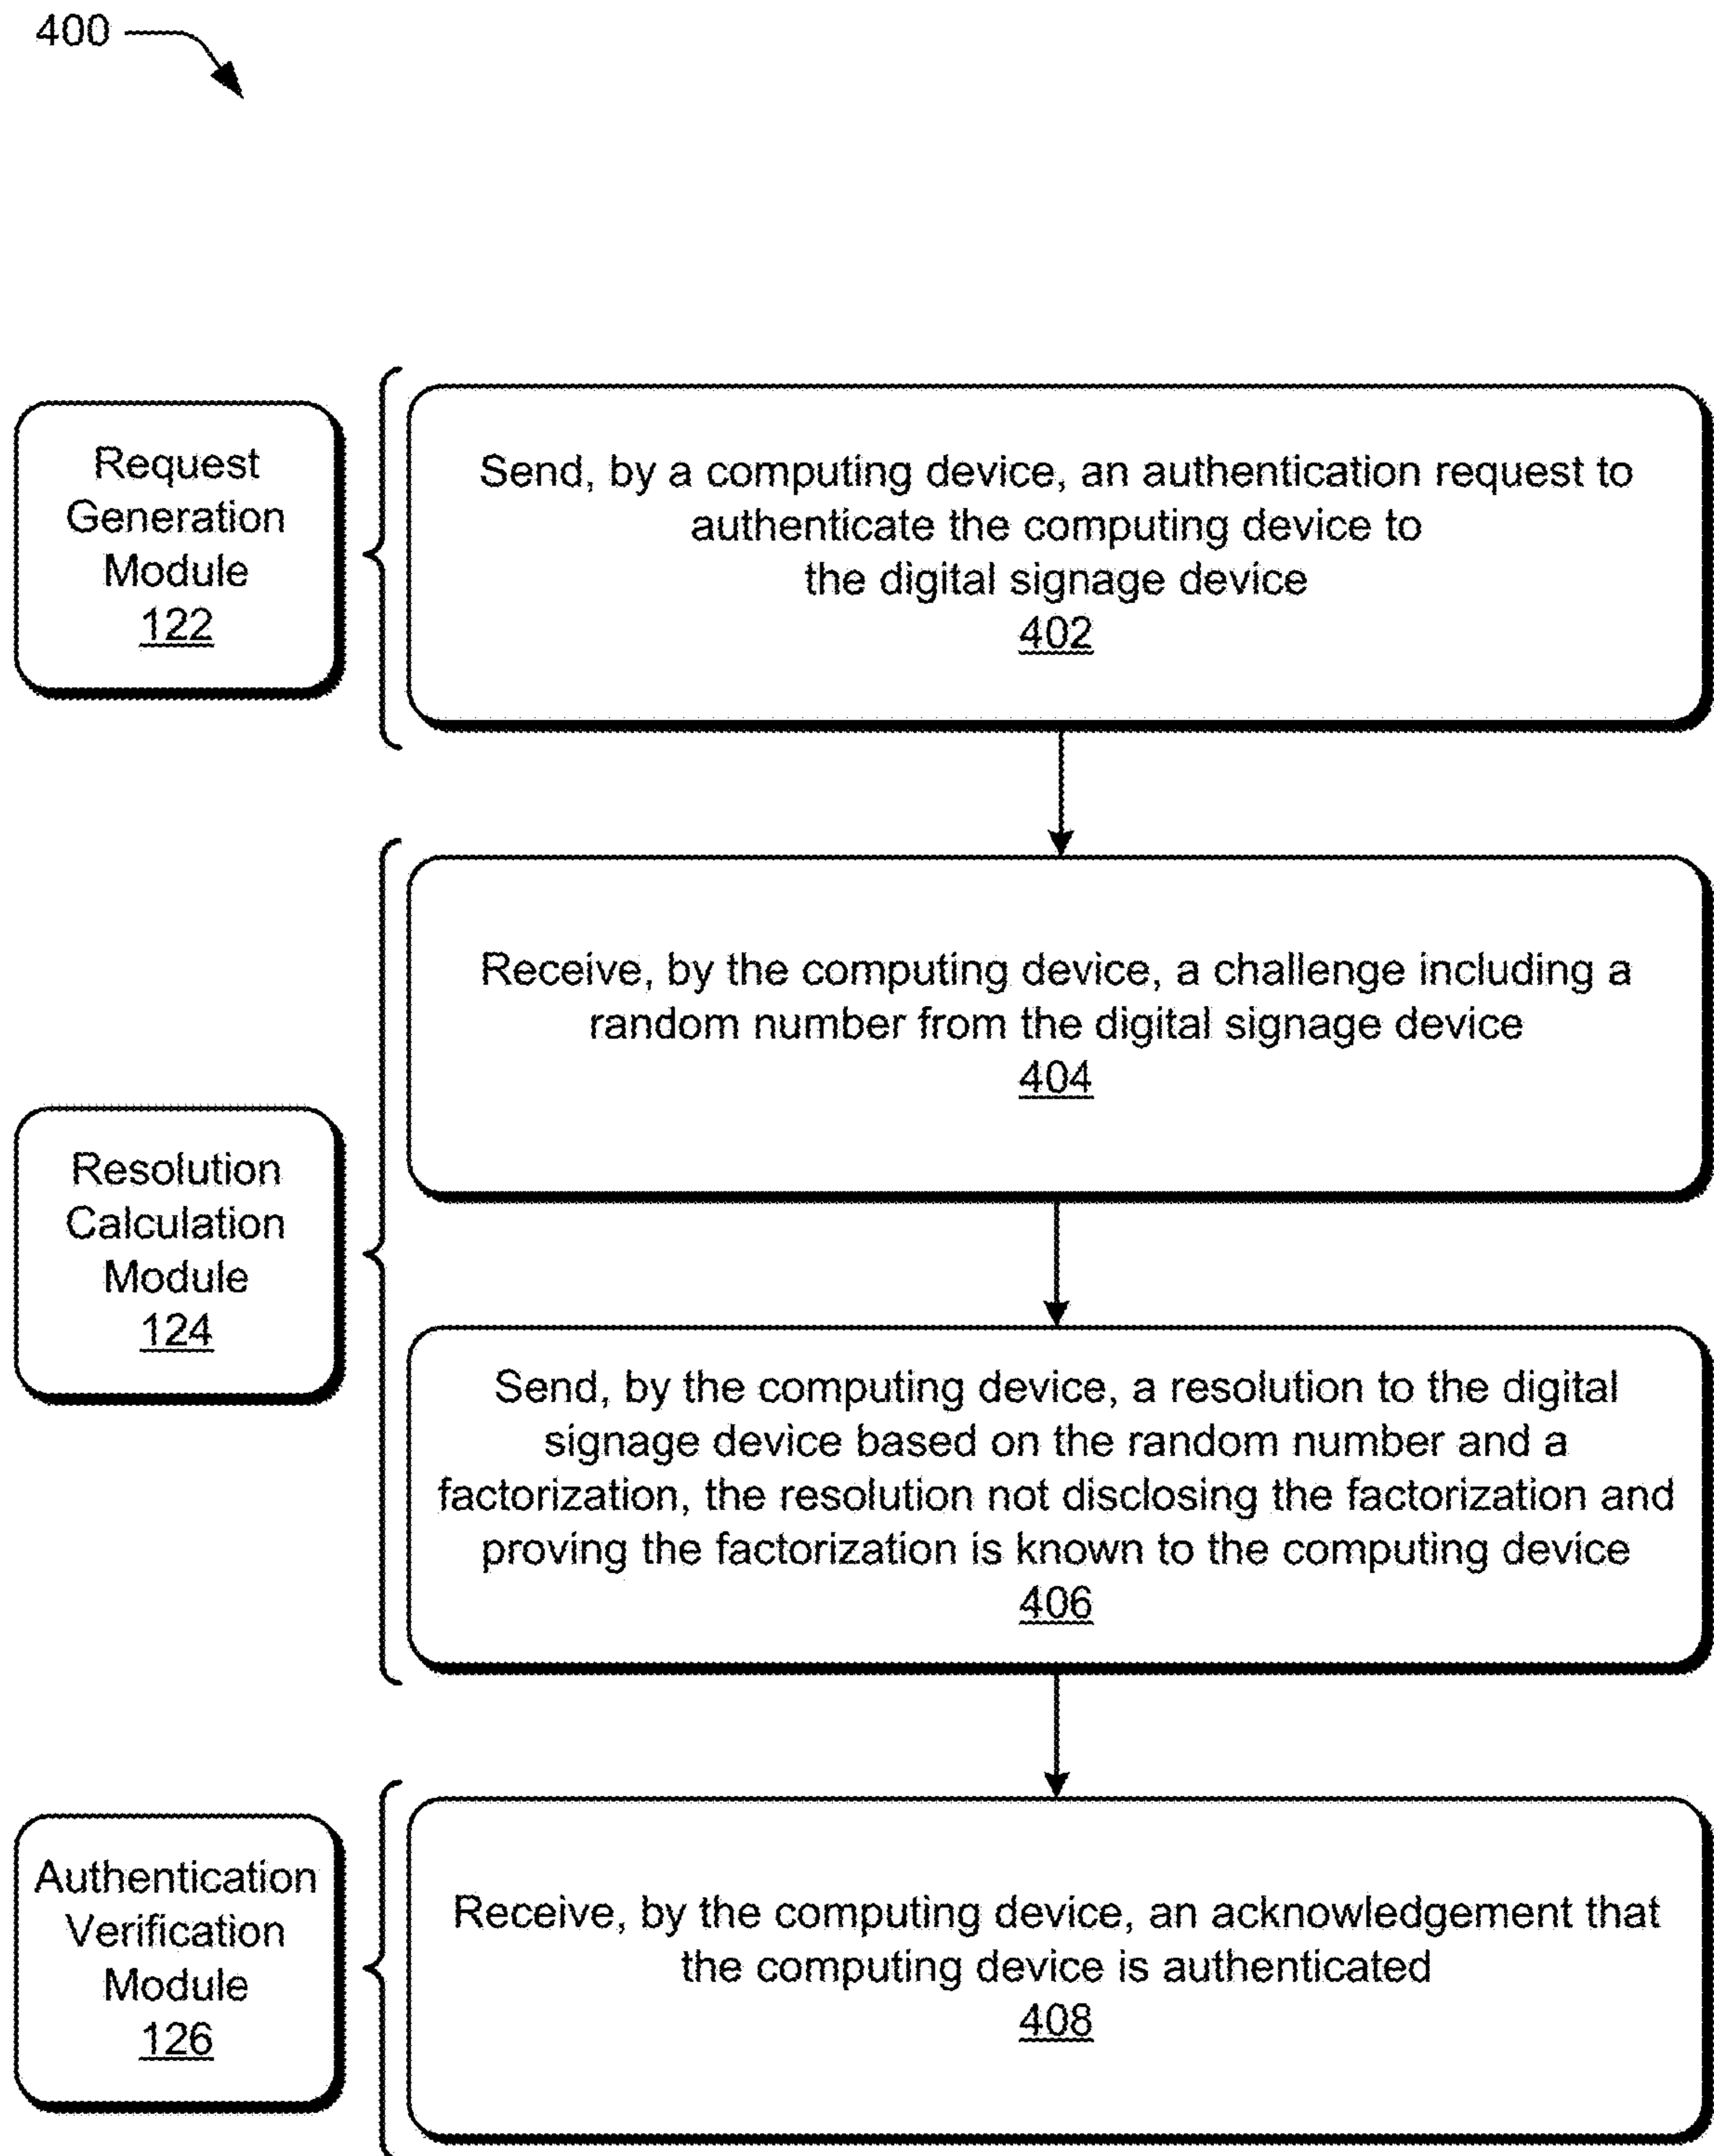 400
Request
Generation
Module
122
Send, by a computing device, an authentication request to
authenticate the computing device to
the digital signage device
402
Receive, by the computing device, a challenge including a
random number from the digital signage device
404
Resolution
Calculation
Module
124
Send, by the computing device, a resolution to the digital
signage device based on the random number and a
factorization, the resolution not disclosing the factorization and
proving the factorization is known to the computing device
406
Authentication
Verification
Module
126
Receive, by the computing device, an acknowledgement that
the computing device is authenticated
408